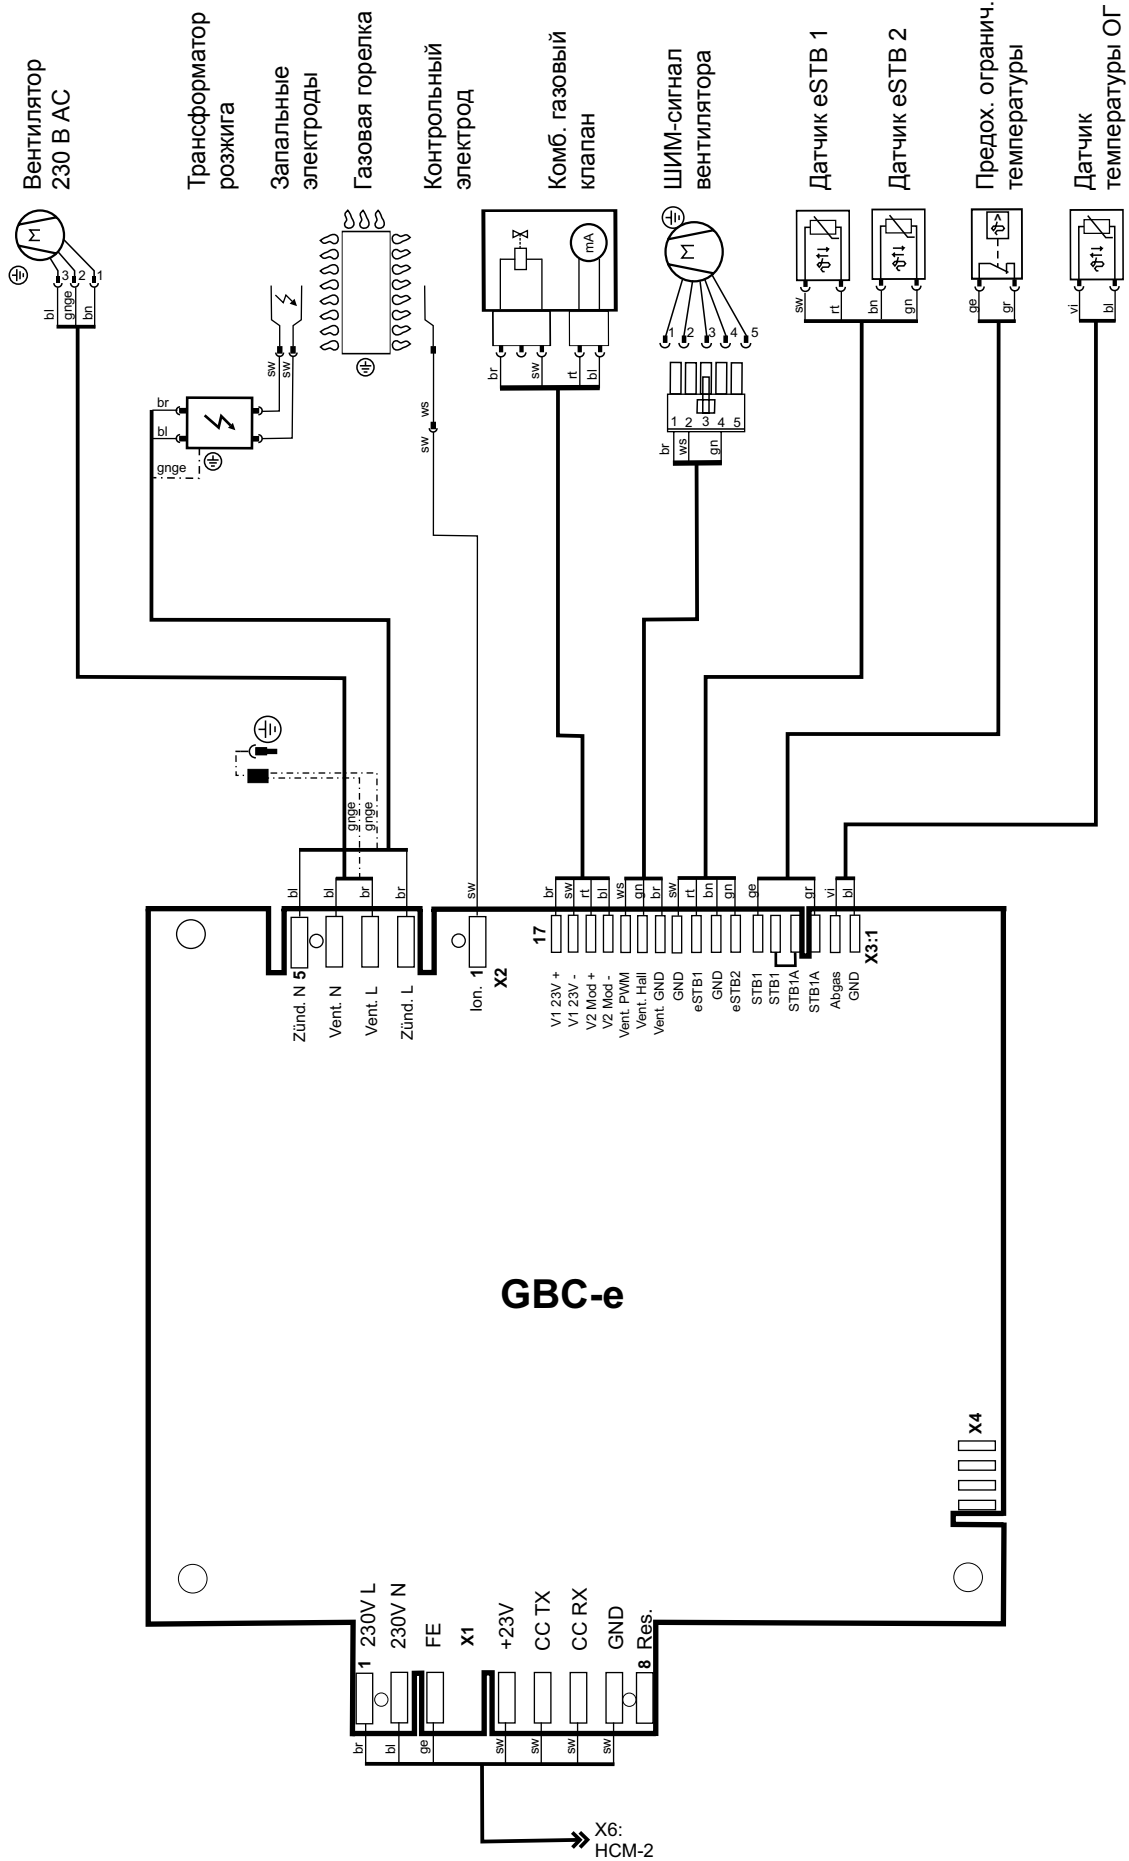 Вентилятор
230 В АС
Трансформатор
розжига
Запальные
электроды
Газовая горелка
Контрольный
электрод
Комб. газовый
клапан
ШИМ-сигнал
вентилятора
Датчик eSTB 1
Датчик eSTB 2
Предох. огранич.
температуры
Датчик
температуры ОГ
M
3
2
1
bl
gnge
bn
br
bl
gnge
sw
sw
sw
ws
mA
br
sw
rt
bl
M
1
2
3
4
5
1 2 3 4 5
br
ws
gn
sw
rt
bn
gn
ge
gr
vi
bl
gnge
gnge
bl
bl
br
br
sw
br
sw
rt
bl
ws
gn
br
sw
rt
bn
gn
ge
gr
vi
bl
5
Zünd. N
Vent. N
Vent. L
Zünd. L
Ion. 1
X2
17
V1 23V +
V1 23V -
V2 Mod +
V2 Mod -
Vent. PWM
Vent. Hall
Vent. GND
GND
eSTB1
GND
eSTB2
STB1
STB1
STB1A
STB1A
Abgas
GND
X3:1
GBC-e
X4
1
230V L
230V N
FE
X1
+23V
CC TX
CC RX
GND
8 Res.
br
bl
ge
sw
sw
sw
sw
X6:
HCM-2